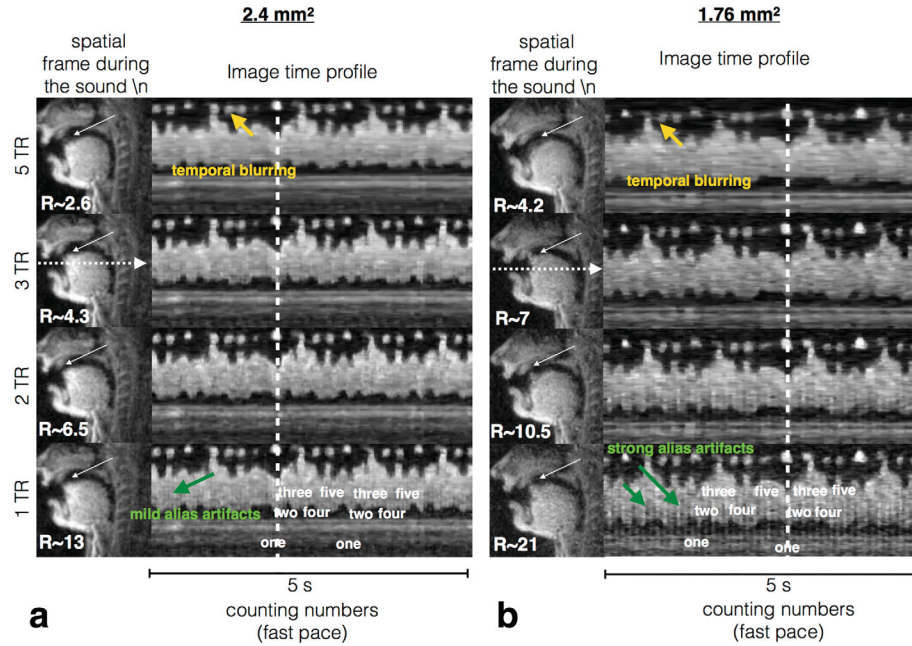 2.4 mm²
spatial
frame during
the sound \n
Image time profile
5 TR
R~2.6
temporal blurring
3 TR
R~4.3
2 TR
R~6.5
1 TR
R~13
mild alias artifacts
three five three five
two four two four
one one
5 s
counting numbers
(fast pace)
a
1.76 mm²
spatial
frame during
the sound \n
Image time profile
R~4.2
temporal blurring
R~7
R~10.5
strong alias artifacts
R~21
three five three five
two four two four
one one
5 s
counting numbers
(fast pace)
b